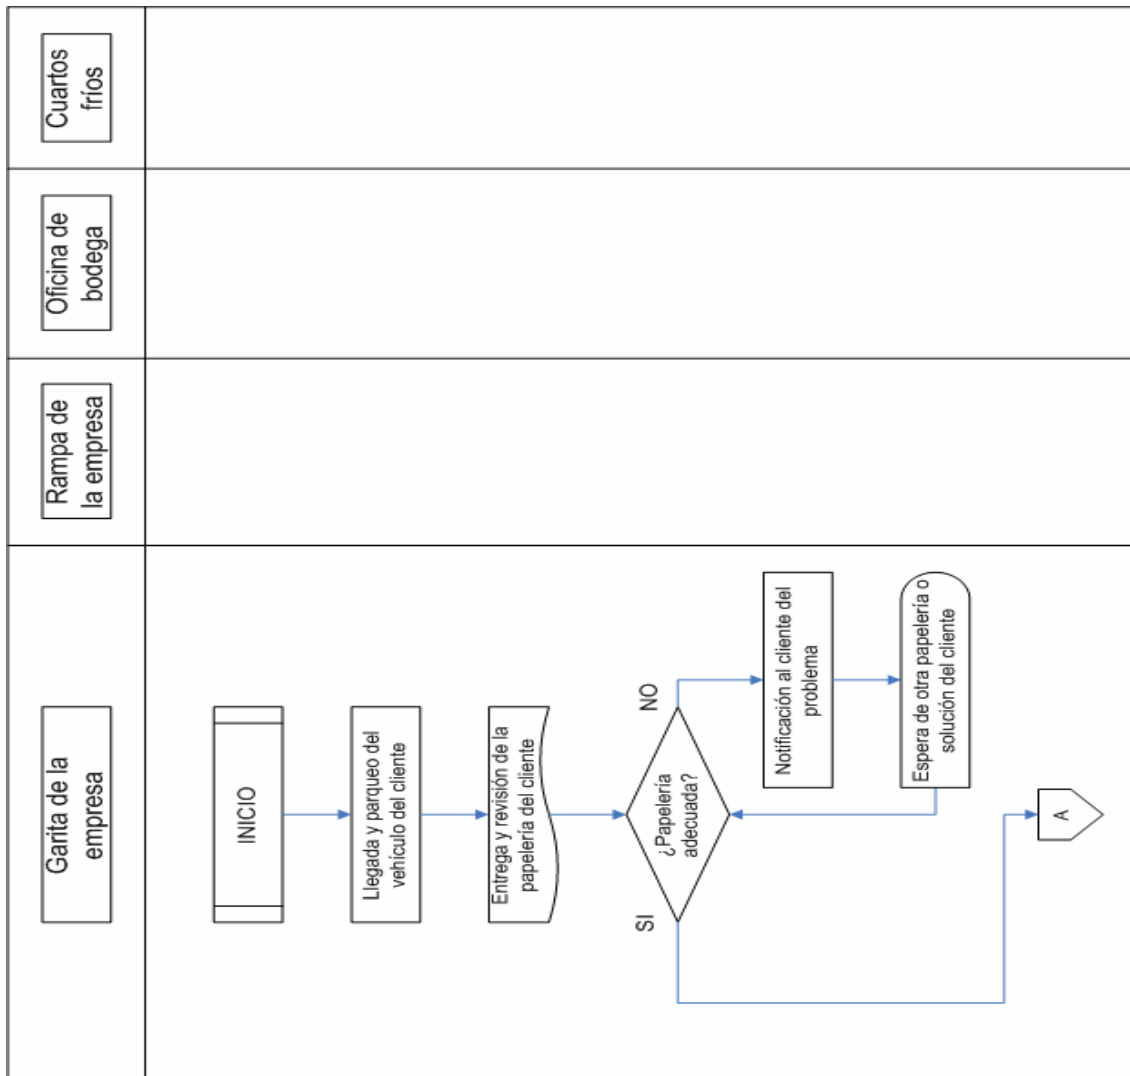 Garita de la
empresa
Rampa de
la empresa
Oficina de
bodega
Cuartos
fríos
INICIO
Llegada y parqueo del
vehículo del cliente
Entrega y revisión de la
papelería del cliente
¿Papelería
adecuada?
SI
NO
Notificación al cliente del
problema
Espera de otra papelería o
solución del cliente
A